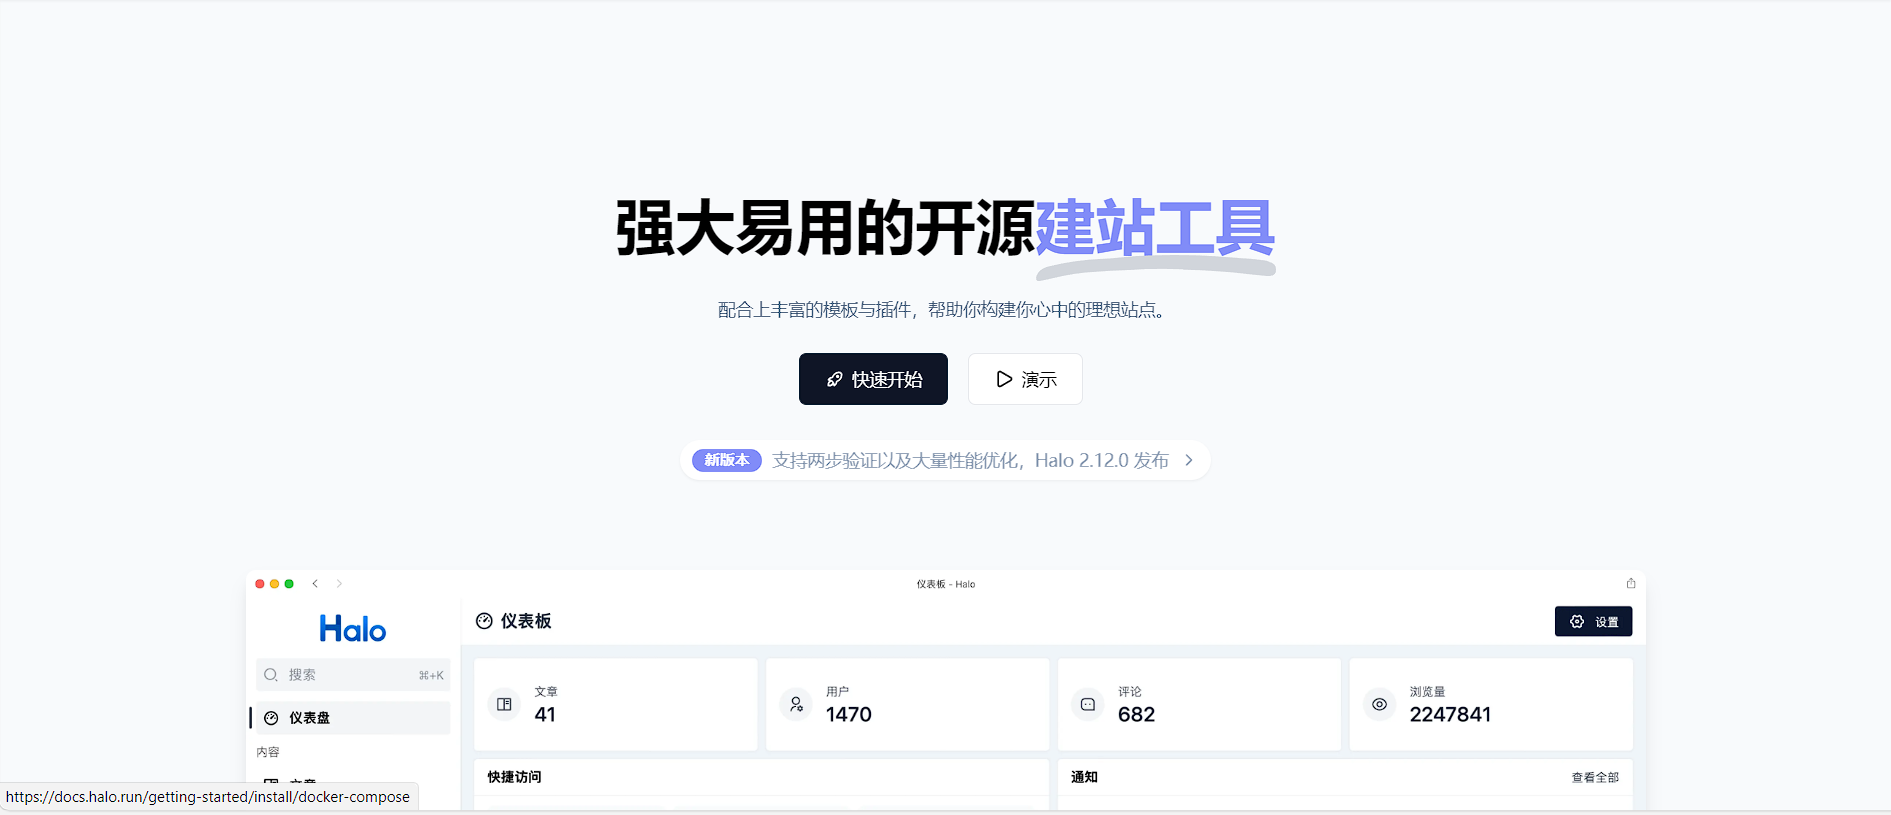 强大易用的开源建站工具
配合上丰富的模板与插件，帮助你构建你心中的理想站点。
快速开始
演示
新版本 支持两步验证以及大量性能优化，Halo 2.12.0 发布
仪表板 - Halo
Halo
仪表板
设置
搜索 ⌘+K
仪表盘
内容
文章
文章
41
用户
1470
评论
682
浏览量
2247841
快捷访问
通知
查看全部
https://docs.halo.run/getting-started/install/docker-compose